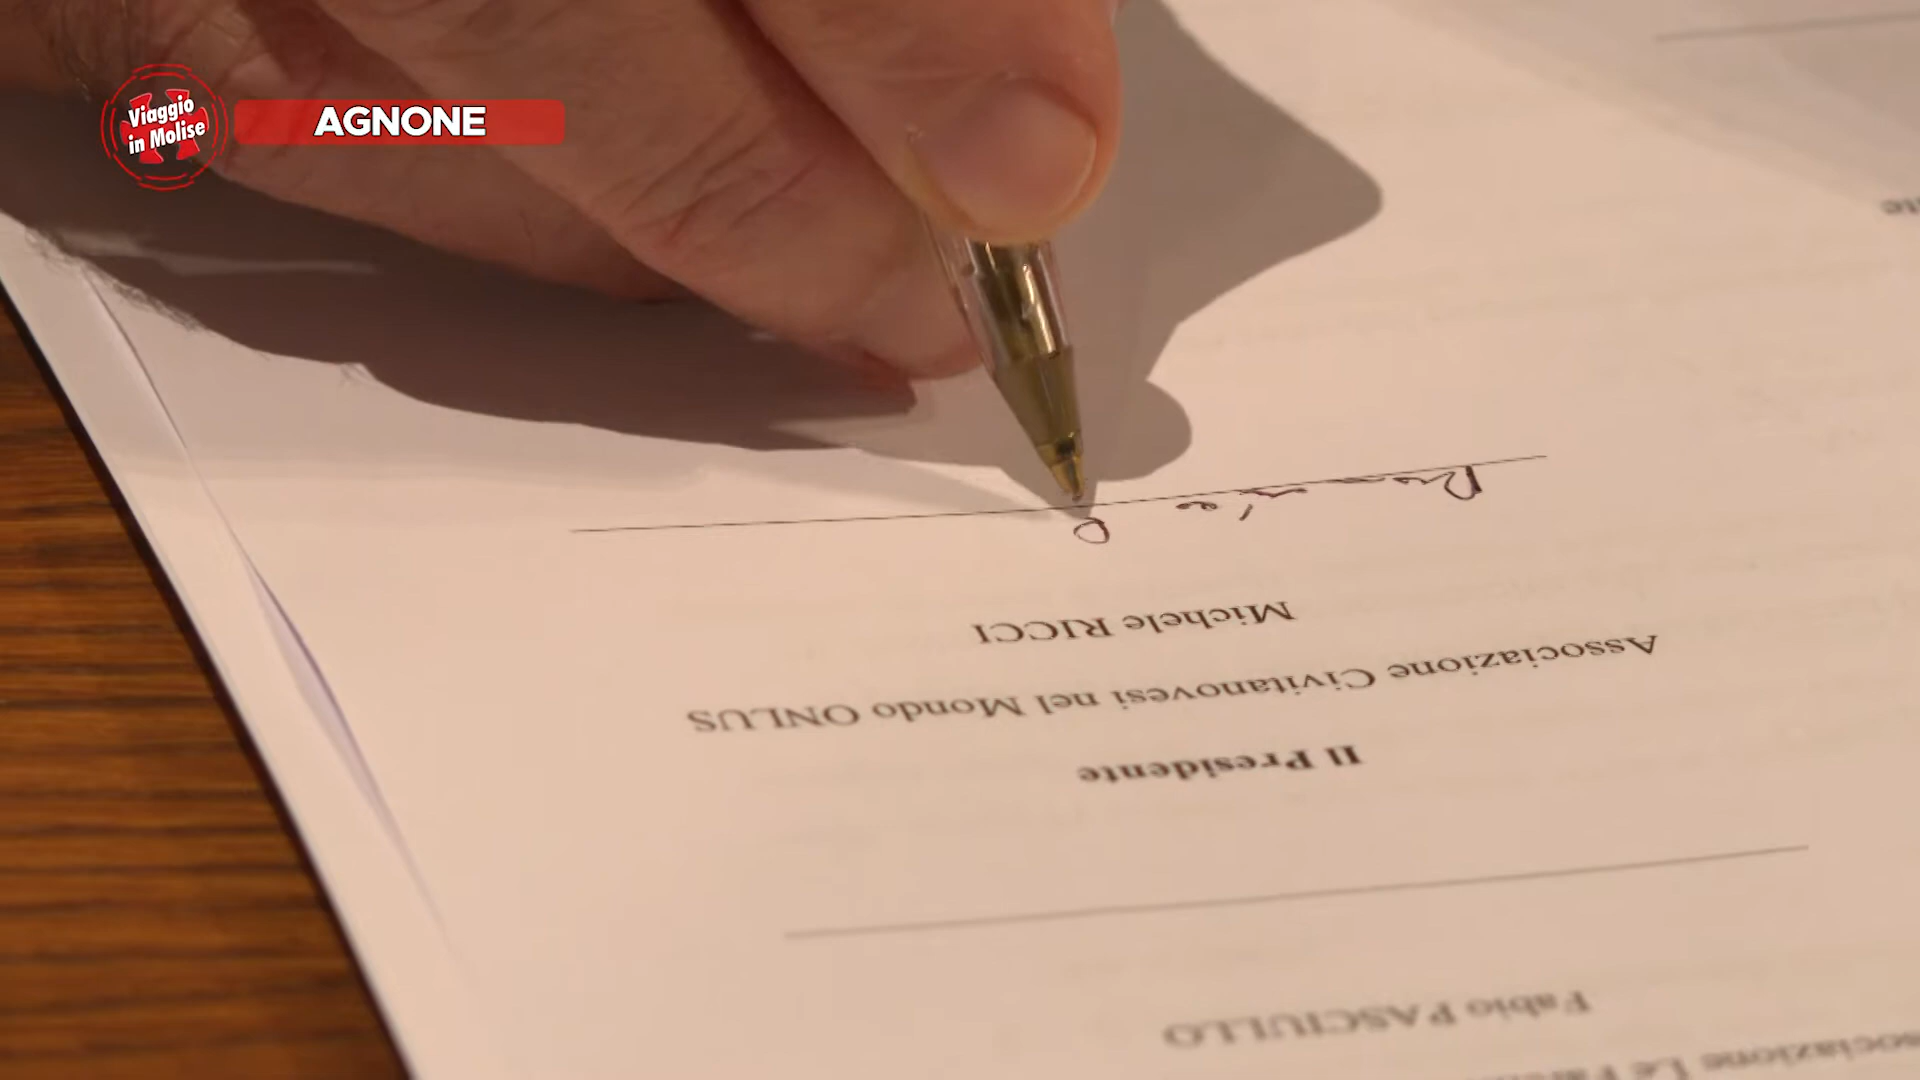 Viaggio
in Molise
AGNONE
Fabio PASCIULLO
Il Presidente
Associazione Civitanovesi nel Mondo ONLUS
Michele RICCI